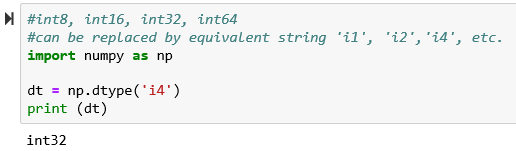 #int8, int16, int32, int64
#can be replaced by equivalent string 'i1', 'i2','i4', etc.
import numpy as np
dt = np.dtype('i4')
print (dt)
int32